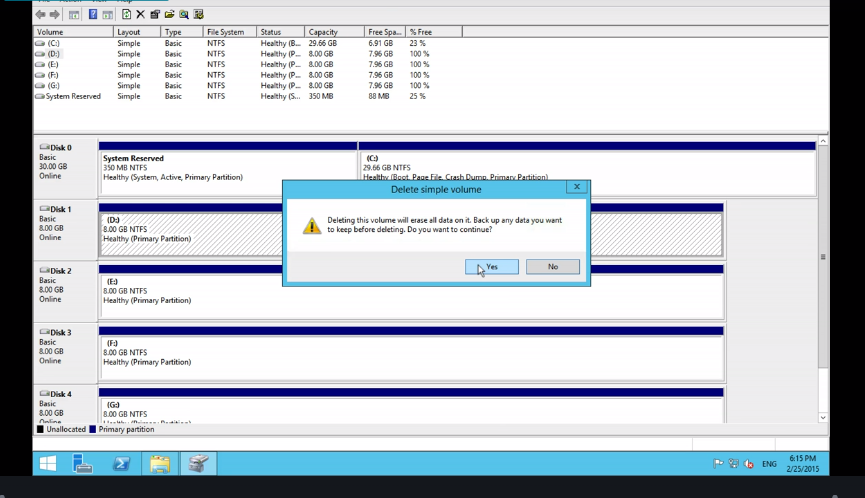 Volume Layout Type File System Status Capacity Free Spa... % Free
(C:) Simple Basic NTFS Healthy (B... 29.66 GB 6.91 GB 23 %
(D:) Simple Basic NTFS Healthy (P... 8.00 GB 7.96 GB 100 %
(E:) Simple Basic NTFS Healthy (P... 8.00 GB 7.96 GB 100 %
(F:) Simple Basic NTFS Healthy (P... 8.00 GB 7.96 GB 100 %
(G:) Simple Basic NTFS Healthy (P... 8.00 GB 7.96 GB 100 %
System Reserved Simple Basic NTFS Healthy (S... 350 MB 88 MB 25 %
Disk 0
Basic
30.00 GB
Online
System Reserved
350 MB NTFS
Healthy (System, Active, Primary Partition)
(C:)
29.66 GB NTFS
Healthy (Boot, Page File, Crash Dump, Primary Partition)
Delete simple volume
Deleting this volume will erase all data on it. Back up any data you want
to keep before deleting. Do you want to continue?
Yes No
Disk 1
Basic
8.00 GB
Online
(D:)
8.00 GB NTFS
Healthy (Primary Partition)
Disk 2
Basic
8.00 GB
Online
(E:)
8.00 GB NTFS
Healthy (Primary Partition)
Disk 3
Basic
8.00 GB
Online
(F:)
8.00 GB NTFS
Healthy (Primary Partition)
Disk 4
Basic
8.00 GB
Online
(G:)
8.00 GB NTFS
Healthy (Primary Partition)
Unallocated Primary partition
ENG
6:15 PM
2/25/2015